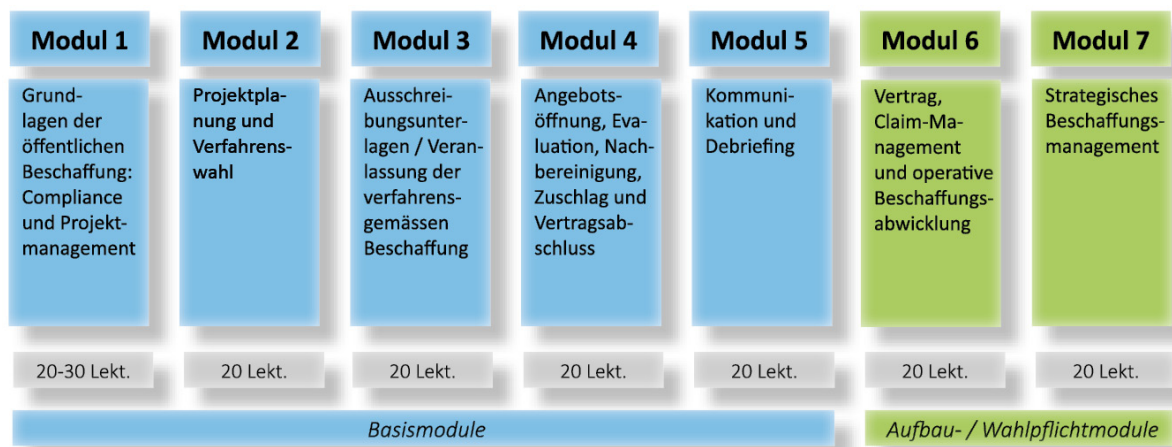 Modul 1
Grund-
lagen der
öffentlichen
Beschaffung:
Compliance
und Projekt-
management
20-30 Lekt.
Modul 2
Projektpla-
nung und
Verfahrens-
wahl
20 Lekt.
Modul 3
Ausschrei-
bungsunter-
lagen / Veran-
lassung der
verfahrens-
gemässen
Beschaffung
20 Lekt.
Modul 4
Angebots-
öffnung, Eva-
luation, Nach-
bereinigung,
Zuschlag und
Vertragsab-
schluss
20 Lekt.
Modul 5
Kommuni-
kation und
Debriefing
20 Lekt.
Modul 6
Vertrag,
Claim-Ma-
nagement
und operative
Beschaffungs-
abwicklung
20 Lekt.
Modul 7
Strategisches
Beschaffungs-
management
20 Lekt.
Basismodule
Aufbau- / Wahlpflichtmodule